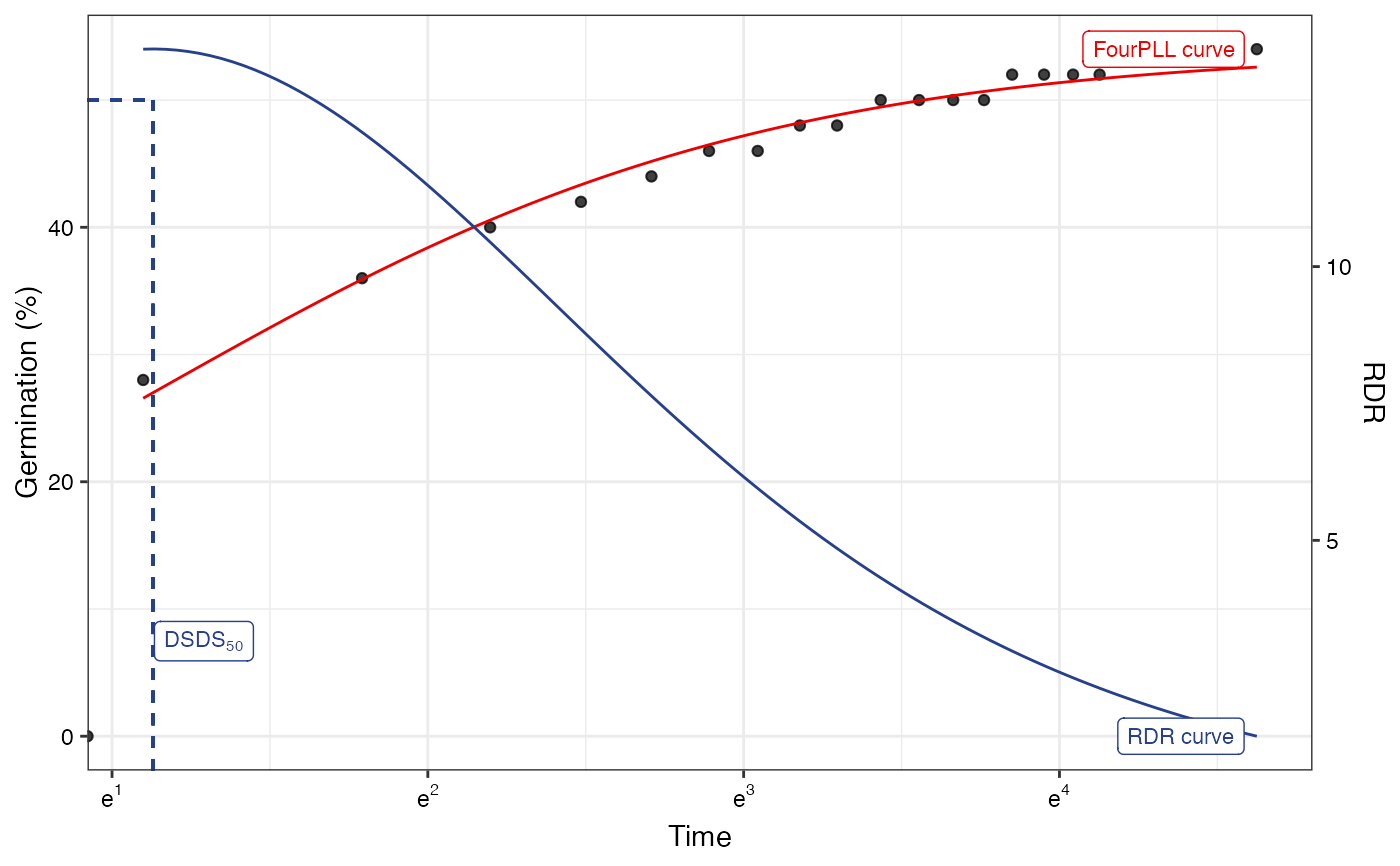 FourPLL curve
40
20
0
Germination (%)
10
5
RDR
DSDS₅₀
RDR curve
e¹
e²
e³
e⁴
Time